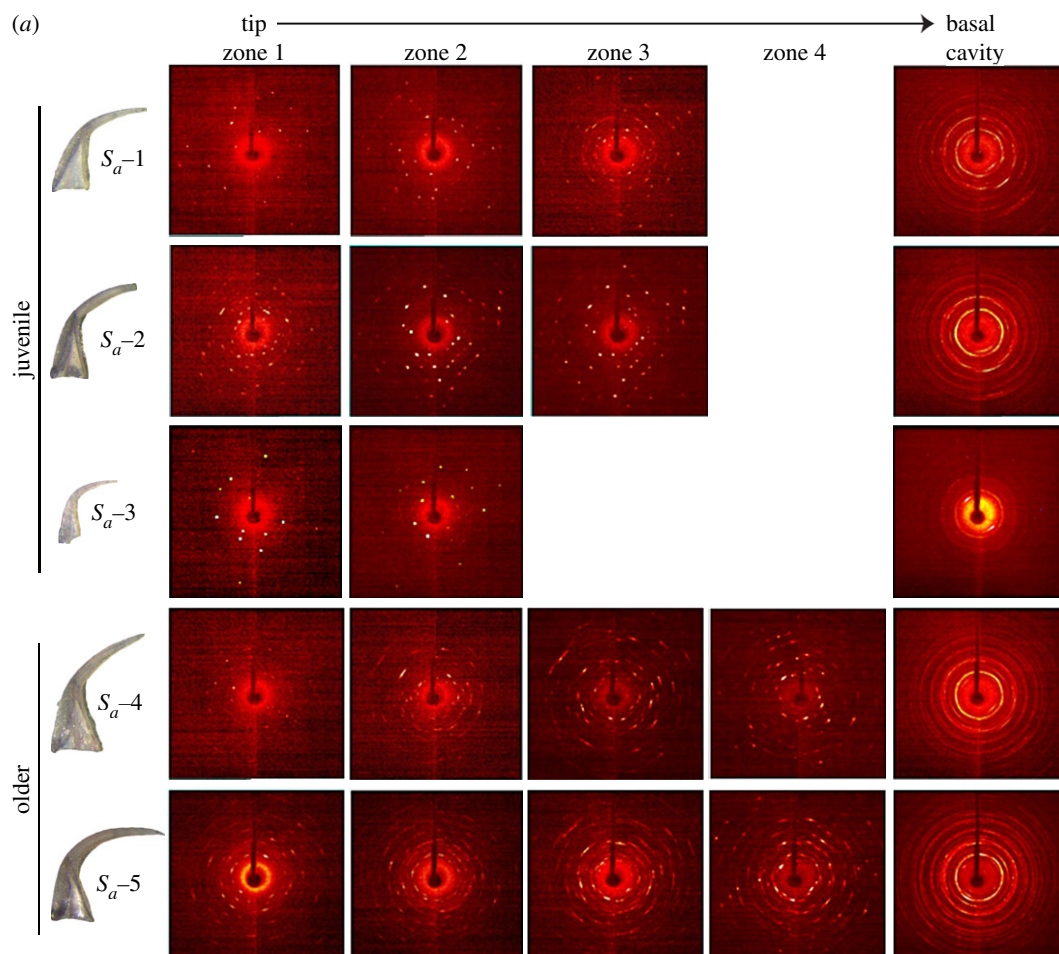 (a)
tip
basal
zone 1 zone 2 zone 3 zone 4 cavity
juvenile
Sₐ–1
Sₐ–2
Sₐ–3
older
Sₐ–4
Sₐ–5